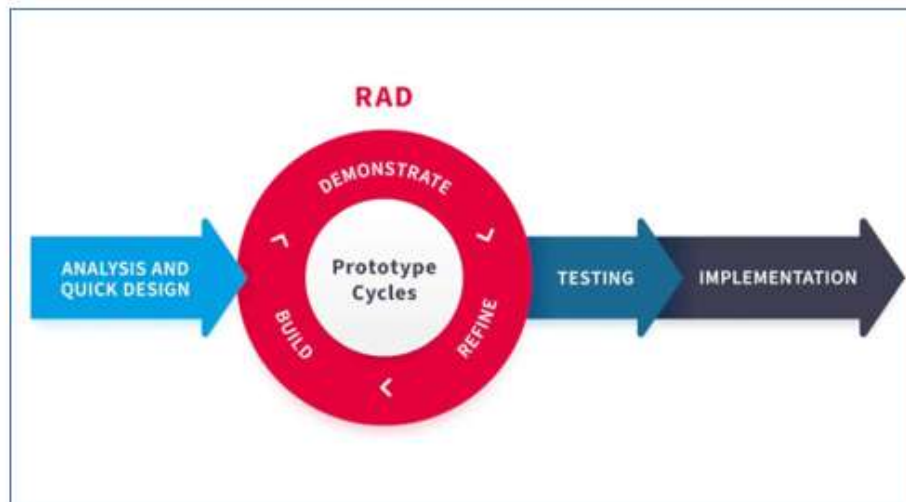 RAD
DEMONSTRATE
ANALYSIS AND
QUICK DESIGN
Prototype
Cycles
BUILD
REFINE
TESTING
IMPLEMENTATION